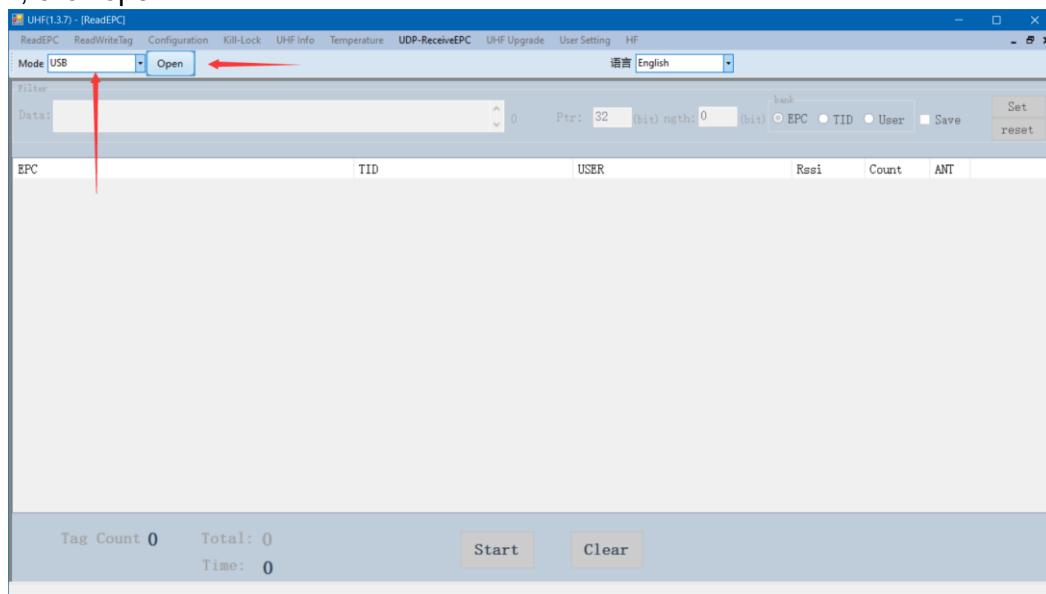 UHF(1.3.7) - [ReadEPC]
ReadEPC ReadWriteTag Configuration Kill-Lock UHF Info Temperature UDP-ReceiveEPC UHF Upgrade User Setting HF
Mode USB Open 语言 English
Filter
bank
Data: 0 Ptr: 32 (bit) ngth: 0 (bit) EPC TID User Save Set
reset
EPC TID USER Rssi Count ANT
Tag Count 0 Total: 0 Start Clear
Time: 0